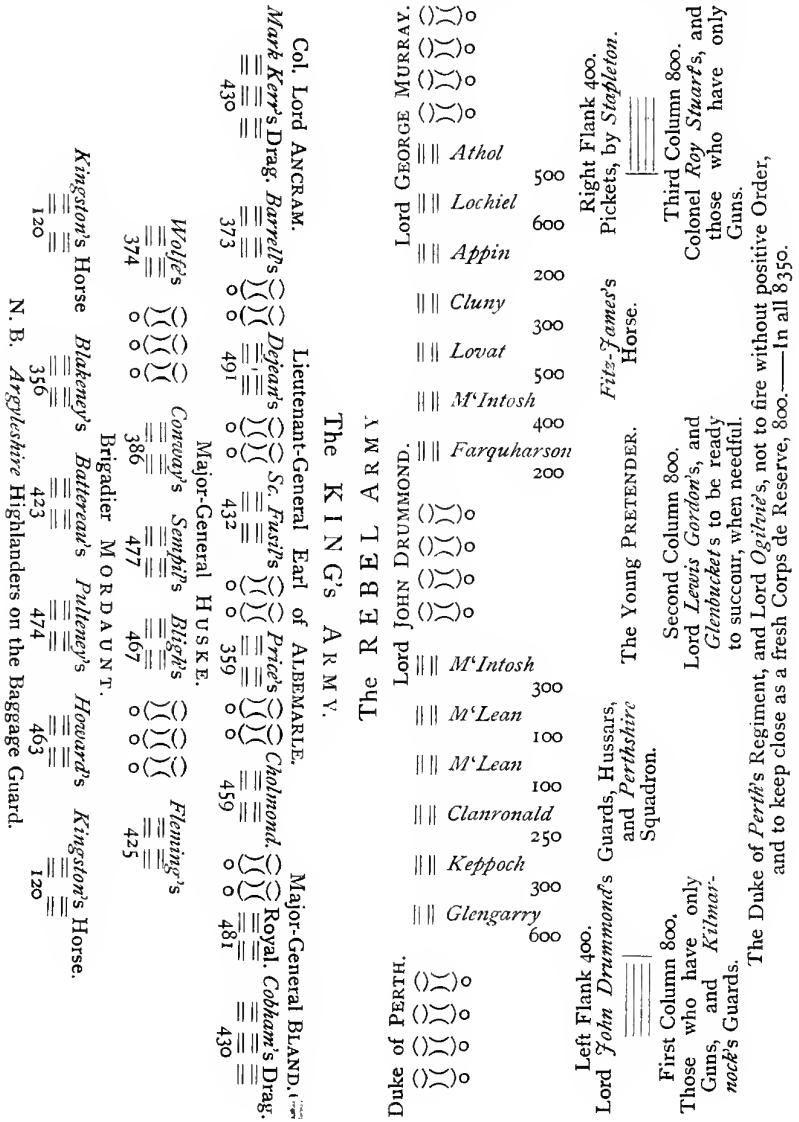 The KING's ARMY.
Col. Lord ANCRAM. Lieutenant-General Earl of ALBEMARLE. Major-General BLAND.
Mark Kerr's Drag. Barrell's Dejean's Sc. Fusil's Price's Cholmond. Royal. Cobham's Drag.
430 373 491 432 359 459 481 430
Major-General HUSKE.
Wolfe's Conway's Sempil's Bligh's Fleming's
374 386 477 467 425
Brigadier MORDAUNT.
Kingston's Horse Blakeney's Battereau's Pulteney's Howard's Kingston's Horse.
120 356 423 474 463 120
N. B. Argyleshire Highlanders on the Baggage Guard.
The REBEL ARMY
Duke of PERTH. Lord JOHN DRUMMOND. Lord GEORGE MURRAY.
Glengarry
600
Keppoch
300
Clanronald
250
M'Lean
100
M'Lean
100
M'Intosh
300
Farquharson
200
M'Intosh
400
Lovat
500
Cluny
300
Appin
200
Lochiel
600
Athol
500
Left Flank 400.
Lord John Drummond's
Guards, Hussars,
and Perthshire
Squadron.
The Young PRETENDER.
Fitz-James's
Horse.
Right Flank 400.
Pickets, by Stapleton.
First Column 800.
Those who have only
Guns, and Kilmar-
nock's Guards.
Second Column 800.
Lord Lewis Gordon's, and
Glenbucket's to be ready
to succour, when needful.
Third Column 800.
Colonel Roy Stuart's, and
those who have only
Guns.
The Duke of Perth's Regiment, and Lord Ogilvie's, not to fire without positive Order,
and to keep close as a fresh Corps de Reserve, 800.—In all 8350.